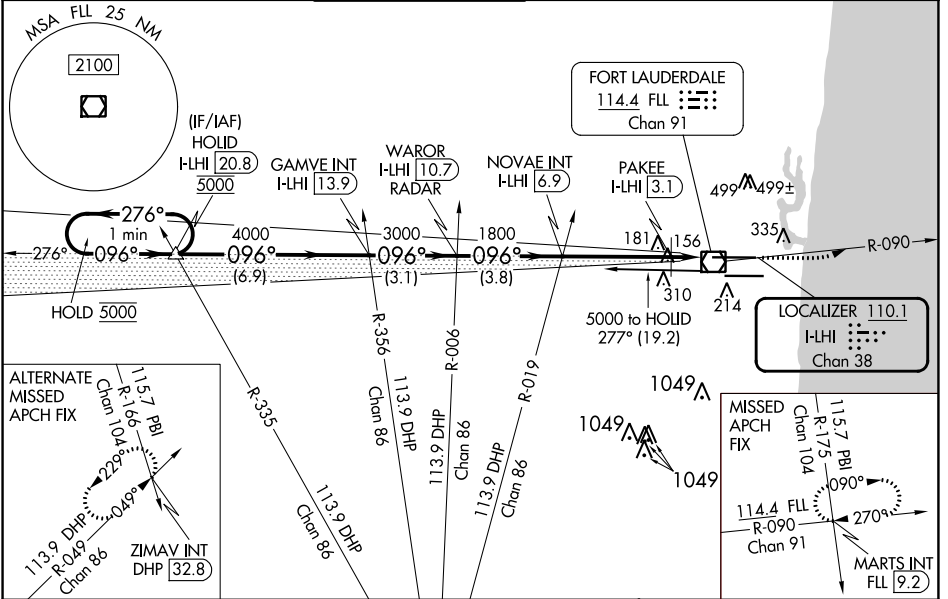 MSA FLL 25 NM
2100
(IF/IAF)
HOLID
I-LHI 20.8
5000
GAMVE INT
I-LHI 13.9
WAROR
I-LHI 10.7
RADAR
NOVAE INT
I-LHI 6.9
PAKEE
I-LHI 3.1
FORT LAUDERDALE
114.4 FLL
Chan 91
499 499±
335
181 156
310
214
276°
1 min
276° 096°
4000
096°
(6.9)
3000
096°
(3.1)
1800
096°
(3.8)
R-090
HOLD 5000
5000 to HOLID
277° (19.2)
LOCALIZER 110.1
I-LHI
Chan 38
R-335
113.9 DHP
Chan 86
R-356
113.9 DHP
Chan 86
R-006
113.9 DHP
Chan 86
R-019
113.9 DHP
Chan 86
1049
1049
1049
ALTERNATE
MISSED
APCH FIX
115.7 PBI
R-166
Chan 104
229°
049°
113.9 DHP
R-049
Chan 86
ZIMAV INT
DHP 32.8
MISSED
APCH
FIX
115.7 PBI
R-175
Chan 104
090°
270°
114.4 FLL
R-090
Chan 91
MARTS INT
FLL 9.2